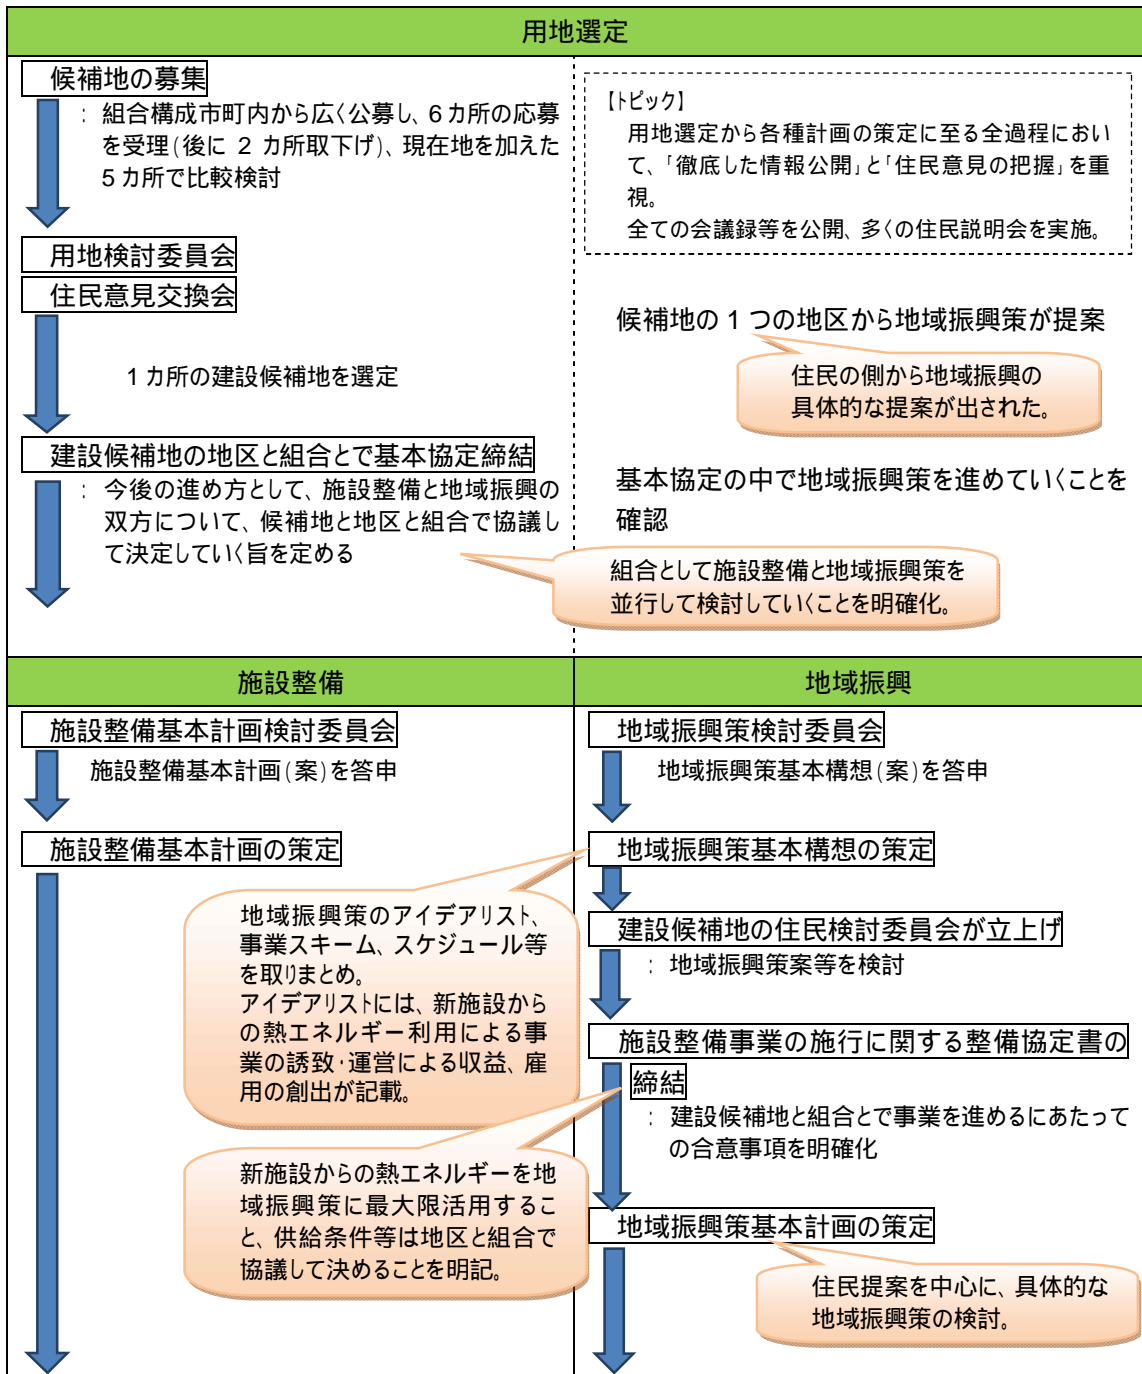 用地選定
候補地の募集
： 組合構成市町内から広く公募し、6カ所の応募
を受理(後に 2 カ所取下げ)、現在地を加えた
5 カ所で比較検討
用地検討委員会
住民意見交換会
1 カ所の建設候補地を選定
建設候補地の地区と組合とで基本協定締結
： 今後の進め方として、施設整備と地域振興の
双方について、候補地と地区と組合で協議し
て決定していく旨を定める
【トピック】
用地選定から各種計画の策定に至る全過程におい
て、「徹底した情報公開」と「住民意見の把握」を重
視。
全ての会議録等を公開、多くの住民説明会を実施。
候補地の 1 つの地区から地域振興策が提案
住民の側から地域振興の
具体的な提案が出された。
基本協定の中で地域振興策を進めていくことを
確認
組合として施設整備と地域振興策を
並行して検討していくことを明確化。
施設整備
施設整備基本計画検討委員会
施設整備基本計画(案)を答申
施設整備基本計画の策定
地域振興
地域振興策検討委員会
地域振興策基本構想(案)を答申
地域振興策基本構想の策定
地域振興策のアイデアリスト、
事業スキーム、スケジュール等
を取りまとめ。
アイデアリストには、新施設から
の熱エネルギー利用による事
業の誘致・運営による収益、雇
用の創出が記載。
建設候補地の住民検討委員会が立上げ
： 地域振興策案等を検討
施設整備事業の施行に関する整備協定書の
締結
： 建設候補地と組合とで事業を進めるにあたって
の合意事項を明確化
新施設からの熱エネルギーを地
域振興策に最大限活用するこ
と、供給条件等は地区と組合で
協議して決めることを明記。
地域振興策基本計画の策定
住民提案を中心に、具体的な
地域振興策の検討。